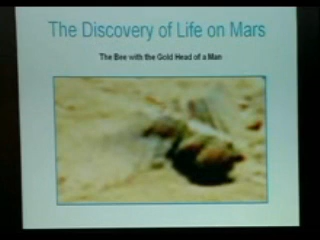 The Discovery of Life on Mars
The Bee with the Gold Head of a Man